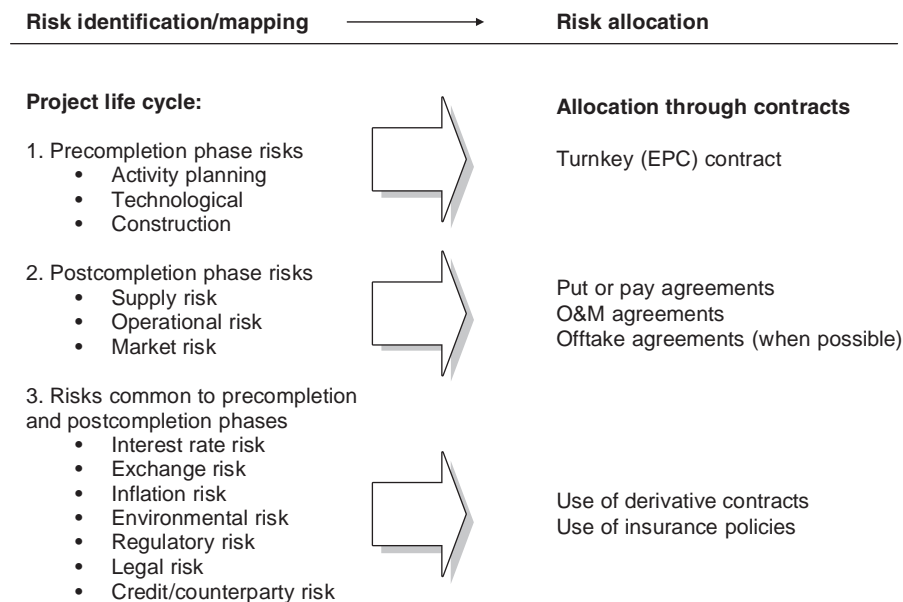 Risk identification/mapping
Risk allocation
Project life cycle:
Allocation through contracts
1. Precompletion phase risks
• Activity planning
• Technological
• Construction
Turnkey (EPC) contract
2. Postcompletion phase risks
• Supply risk
• Operational risk
• Market risk
Put or pay agreements
O&M agreements
Offtake agreements (when possible)
3. Risks common to precompletion
and postcompletion phases
• Interest rate risk
• Exchange risk
• Inflation risk
• Environmental risk
• Regulatory risk
• Legal risk
• Credit/counterparty risk
Use of derivative contracts
Use of insurance policies